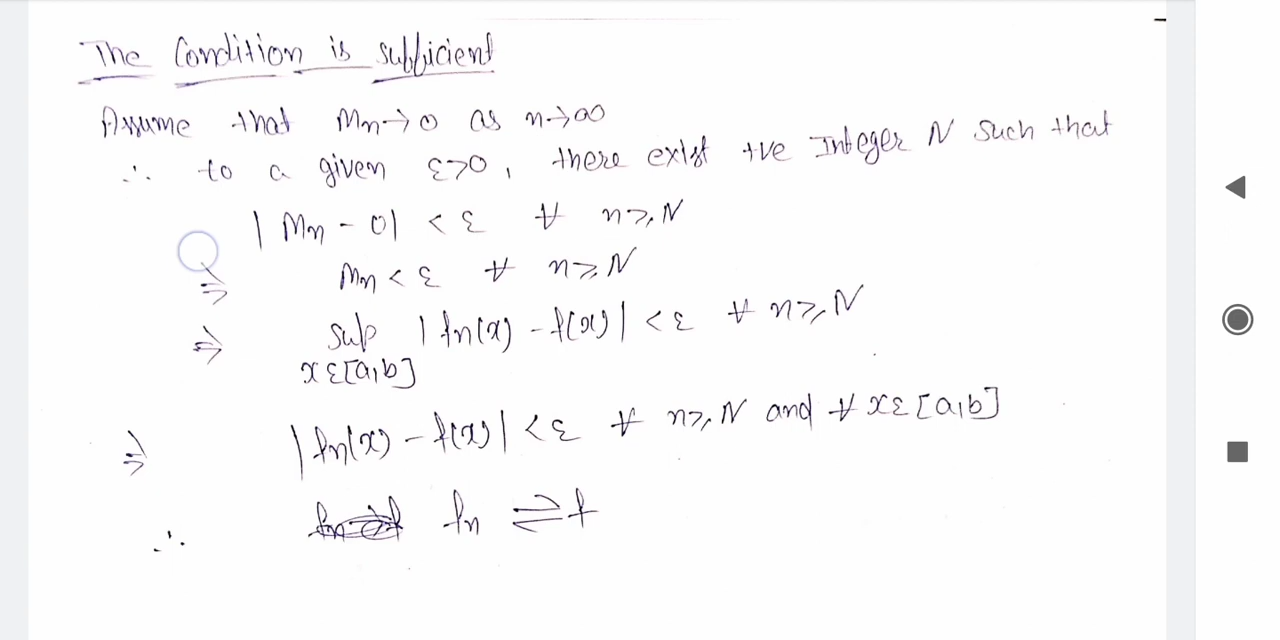 The Condition is sufficient
Assume that Mn→0 as n→∞
∴ to a given ε>0, there exist +ve Integer N such that
|Mn - 0| < ε ∀ n≥N
⇒ Mn < ε ∀ n≥N
⇒ sup |fn(x) - f(x)| < ε ∀ n≥N
x ε [a,b]
⇒ |fn(x) - f(x)| < ε ∀ n≥N and ∀ x ε [a,b]
∴ fn ⇌ f